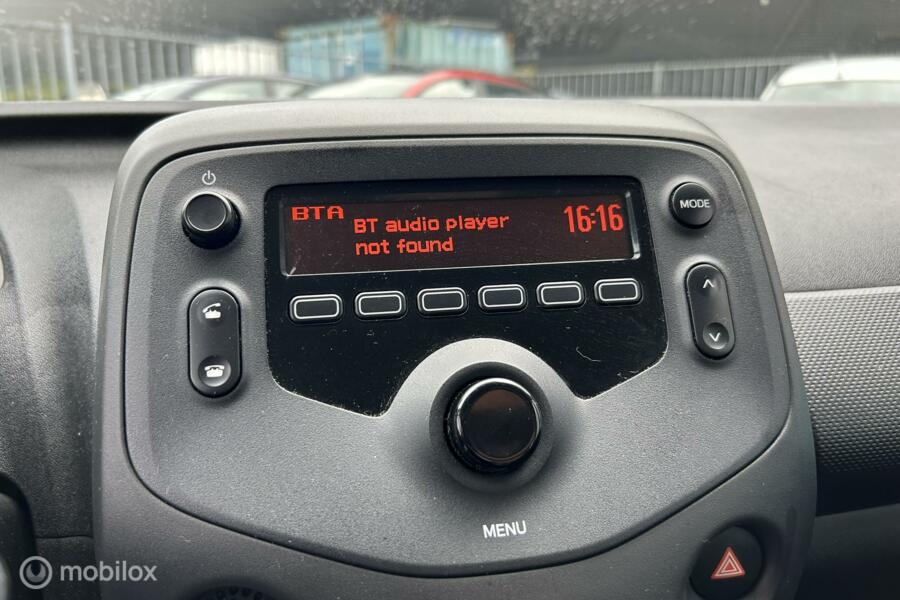 BTA
BT audio player
not found
16:16
MODE
MENU
mobilox